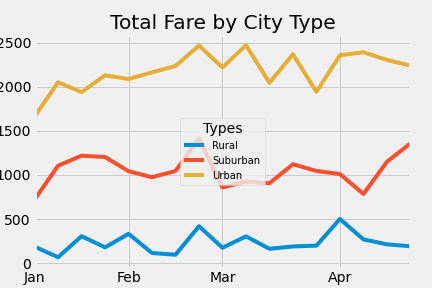 Total Fare by City Type
2500
2000
1500
1000
500
0
Types
Rural
Suburban
Urban
Jan Feb Mar Apr